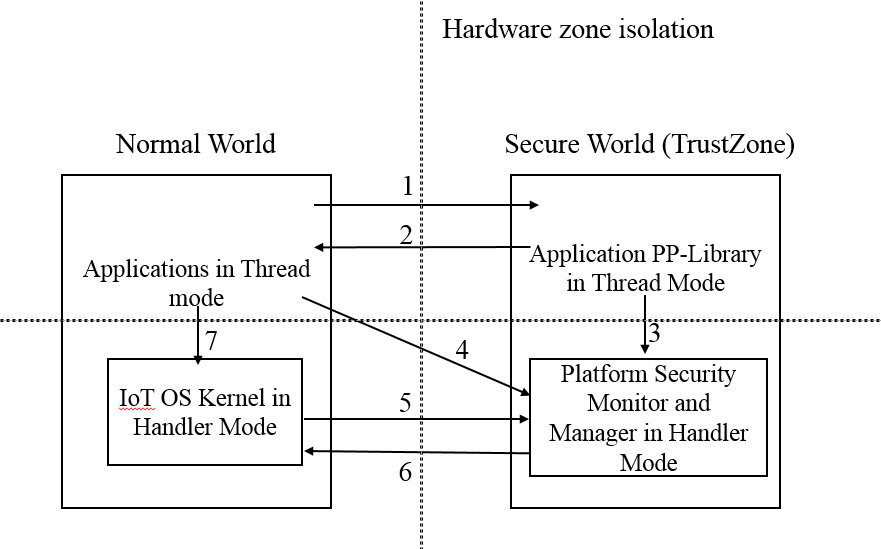 Hardware zone isolation
Normal World
Secure World (TrustZone)
1
2
Applications in Thread
mode
Application PP-Library
in Thread Mode
7
3
4
IoT OS Kernel in
Handler Mode
5
6
Platform Security
Monitor and
Manager in Handler
Mode